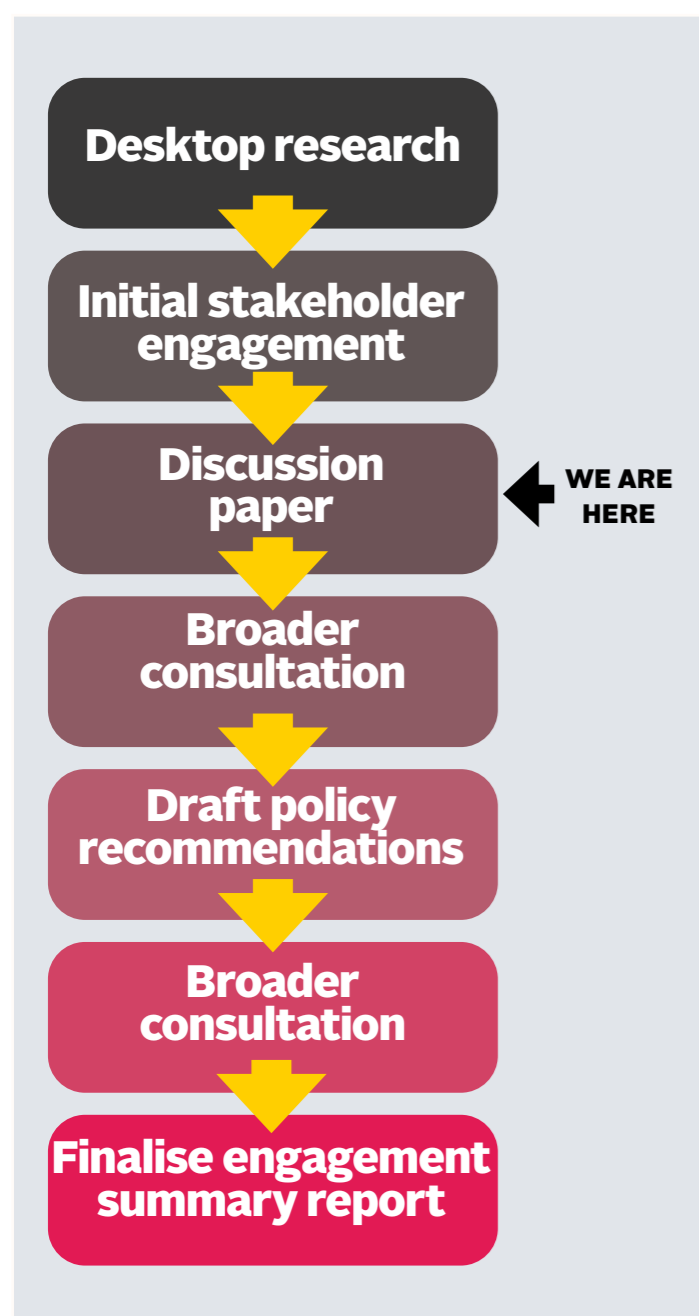 Desktop research
Initial stakeholder
engagement
Discussion
paper
WE ARE
HERE
Broader
consultation
Draft policy
recommendations
Broader
consultation
Finalise engagement
summary report